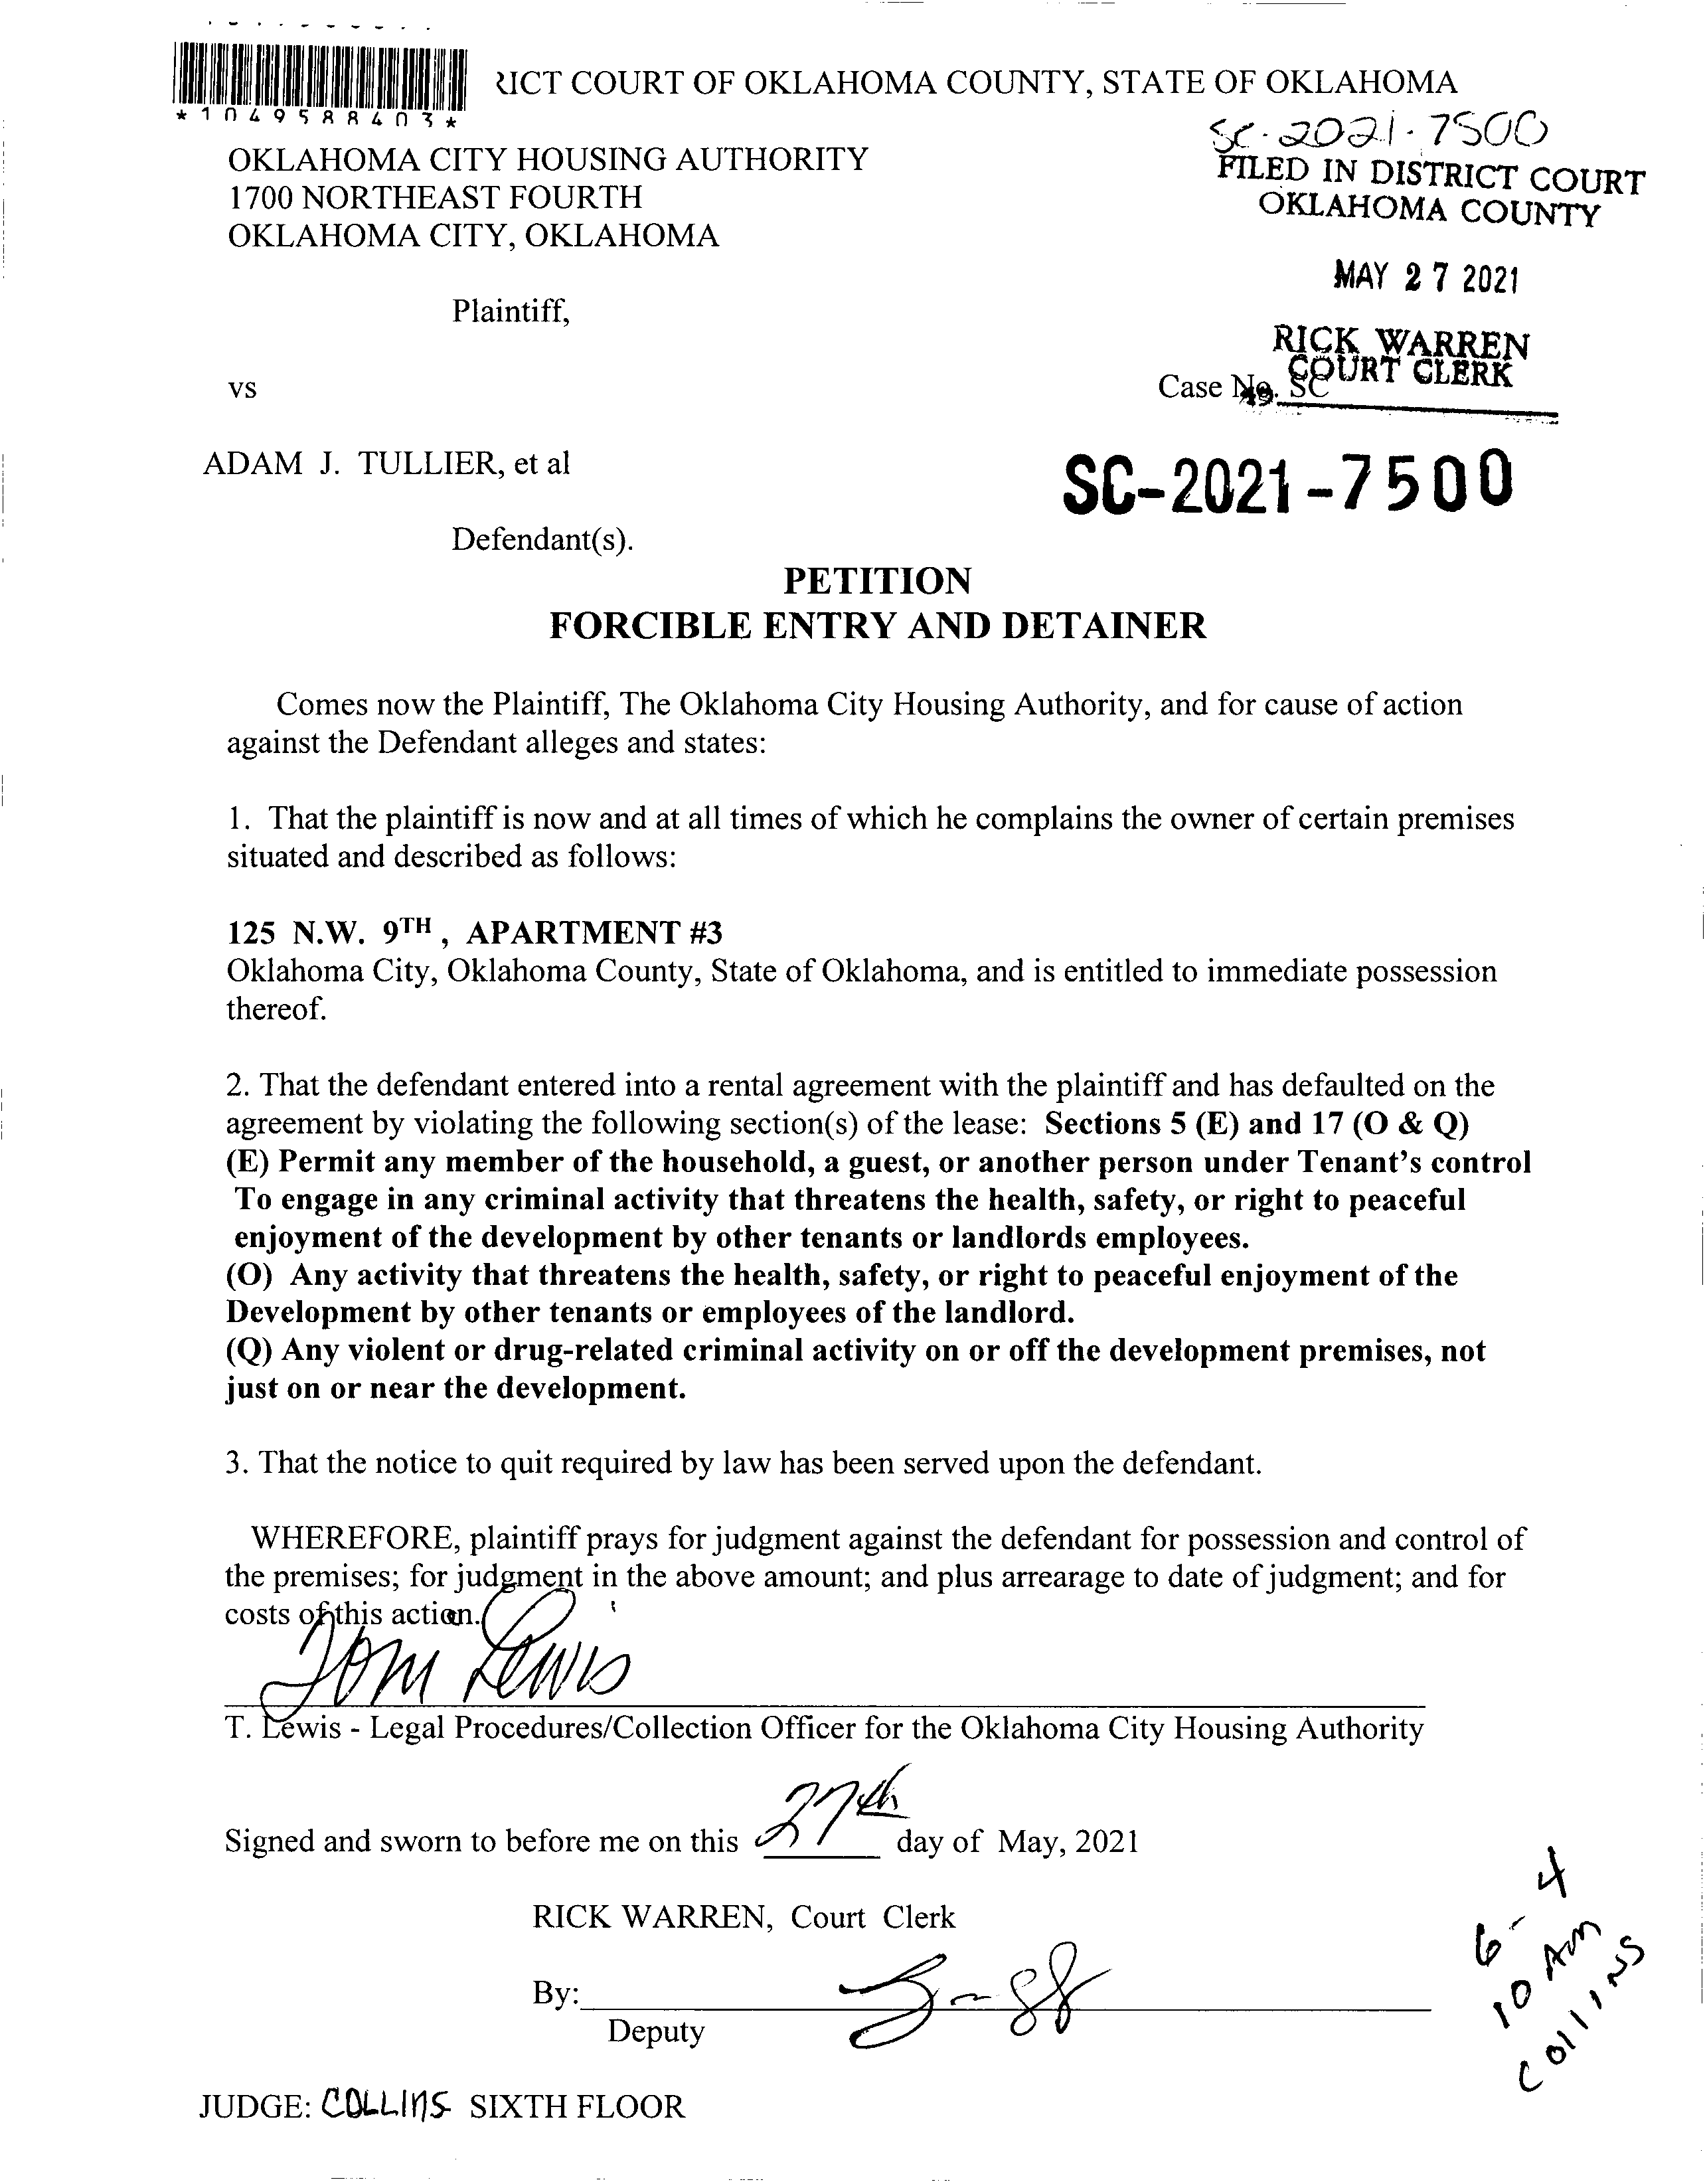 RICT COURT OF OKLAHOMA COUNTY, STATE OF OKLAHOMA
*1049588403*
SC-2021-7500
OKLAHOMA CITY HOUSING AUTHORITY
1700 NORTHEAST FOURTH
OKLAHOMA CITY, OKLAHOMA
FILED IN DISTRICT COURT
OKLAHOMA COUNTY
MAY 27 2021
Plaintiff,
RICK WARREN
COURT CLERK
vs
Case No. SC
ADAM J. TULLIER, et al
SC-2021-7500
Defendant(s).
PETITION
FORCIBLE ENTRY AND DETAINER
Comes now the Plaintiff, The Oklahoma City Housing Authority, and for cause of action
against the Defendant alleges and states:
1. That the plaintiff is now and at all times of which he complains the owner of certain premises
situated and described as follows:
125 N.W. 9TH , APARTMENT #3
Oklahoma City, Oklahoma County, State of Oklahoma, and is entitled to immediate possession
thereof.
2. That the defendant entered into a rental agreement with the plaintiff and has defaulted on the
agreement by violating the following section(s) of the lease: Sections 5 (E) and 17 (O & Q)
(E) Permit any member of the household, a guest, or another person under Tenant's control
To engage in any criminal activity that threatens the health, safety, or right to peaceful
enjoyment of the development by other tenants or landlords employees.
(O) Any activity that threatens the health, safety, or right to peaceful enjoyment of the
Development by other tenants or employees of the landlord.
(Q) Any violent or drug-related criminal activity on or off the development premises, not
just on or near the development.
3. That the notice to quit required by law has been served upon the defendant.
WHEREFORE, plaintiff prays for judgment against the defendant for possession and control of
the premises; for judgment in the above amount; and plus arrearage to date of judgment; and for
costs of this action.
Tom Lewis
T. Lewis - Legal Procedures/Collection Officer for the Oklahoma City Housing Authority
Signed and sworn to before me on this 27th day of May, 2021
RICK WARREN, Court Clerk
By:
Deputy
6-4
10 AM
Collins
JUDGE: COLLINS SIXTH FLOOR